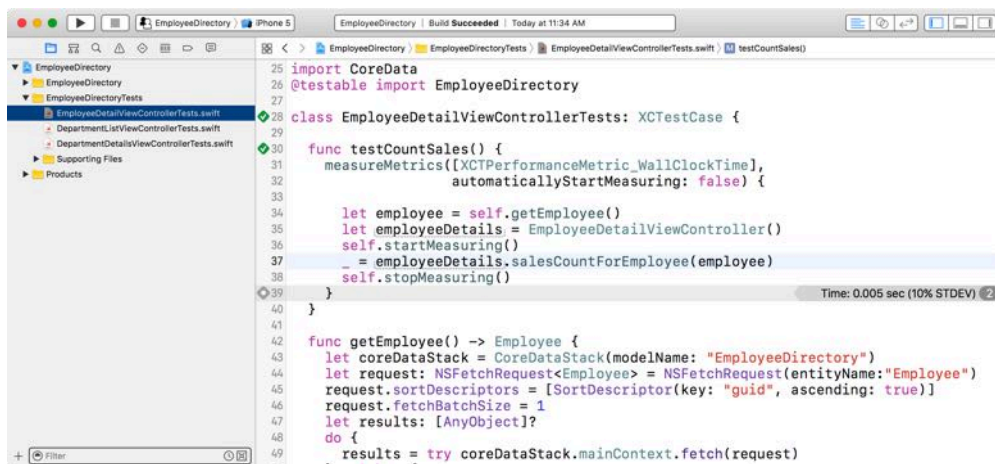 EmployeeDirectory iPhone 5
EmployeeDirectory | Build Succeeded | Today at 11:34 AM
EmployeeDirectory EmployeeDirectoryTests EmployeeDetailViewControllerTests.swift testCountSales()
EmployeeDirectory
EmployeeDirectory
EmployeeDirectoryTests
EmployeeDetailViewControllerTests.swift
DepartmentListViewControllerTests.swift
DepartmentDetailsViewControllerTests.swift
Supporting Files
Products
Filter
25 import CoreData
26 @testable import EmployeeDirectory
27
28 class EmployeeDetailViewControllerTests: XCTestCase {
29
30 func testCountSales() {
31 measureMetrics([XCTPerformanceMetric_WallClockTime],
32 automaticallyStartMeasuring: false) {
33
34 let employee = self.getEmployee()
35 let employeeDetails = EmployeeDetailViewController()
36 self.startMeasuring()
37 _ = employeeDetails.salesCountForEmployee(employee)
38 self.stopMeasuring()
39 } Time: 0.005 sec (10% STDEV) 2
40 }
41
42 func getEmployee() -> Employee {
43 let coreDataStack = CoreDataStack(modelName: "EmployeeDirectory")
44 let request: NSFetchRequest<Employee> = NSFetchRequest(entityName:"Employee")
45 request.sortDescriptors = [SortDescriptor(key: "guid", ascending: true)]
46 request.fetchBatchSize = 1
47 let results: [AnyObject]?
48 do {
49 results = try coreDataStack.mainContext.fetch(request)